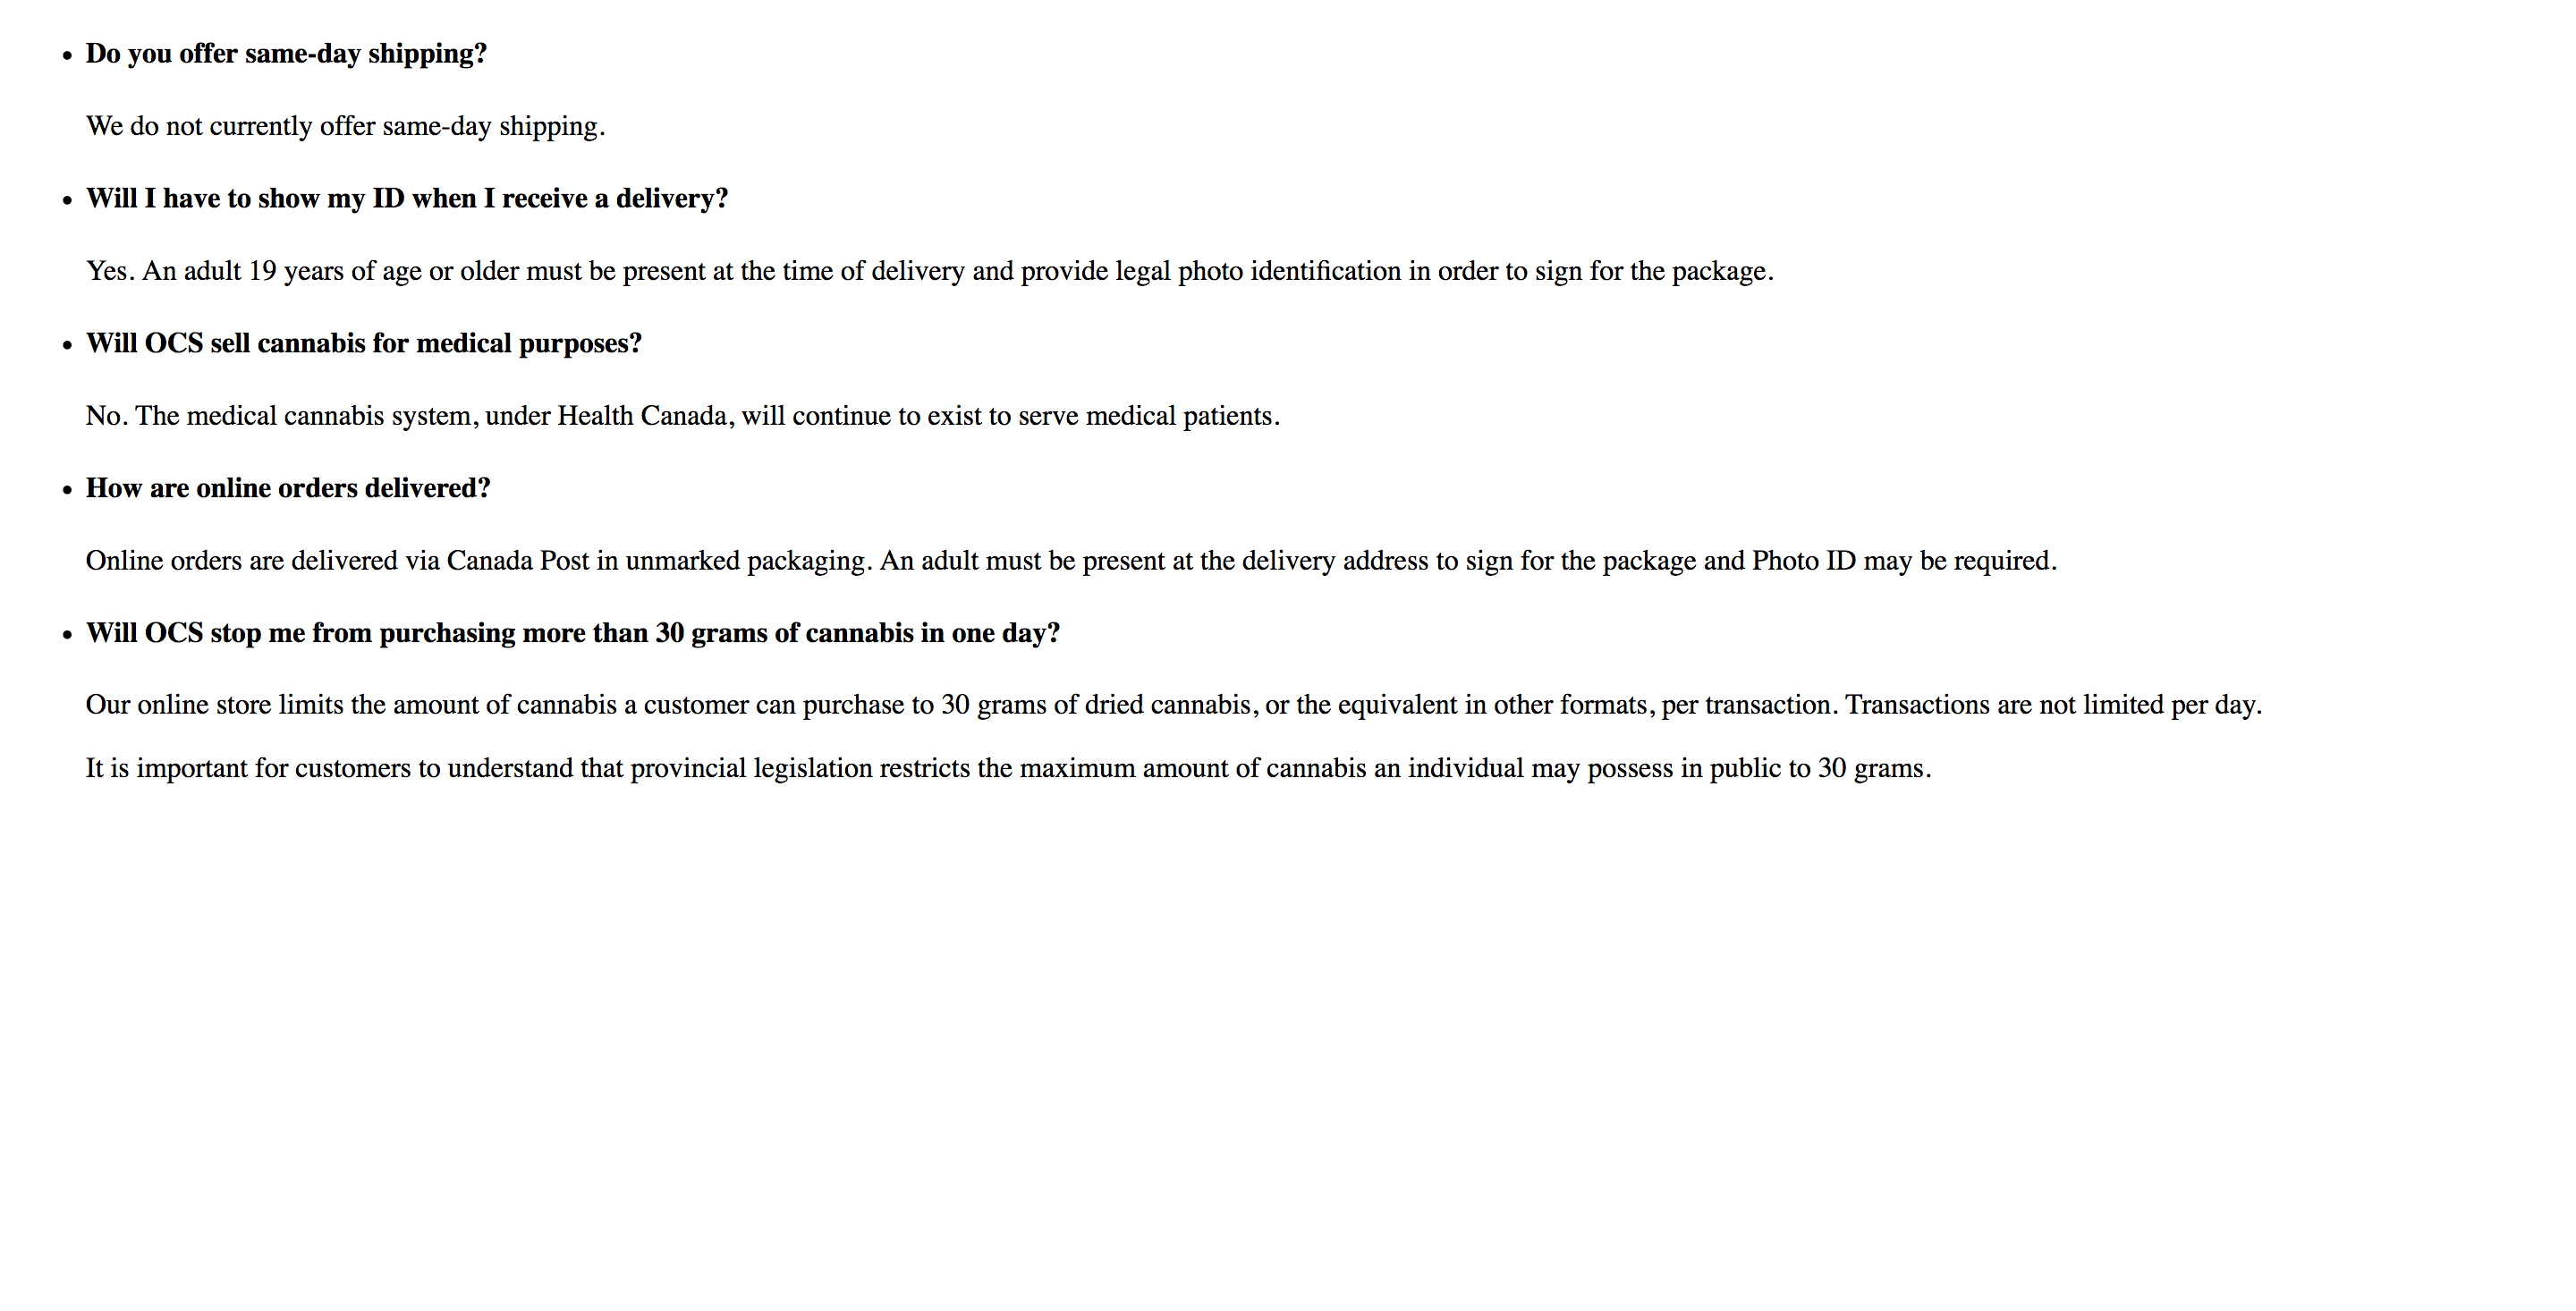 • Do you offer same-day shipping?
We do not currently offer same-day shipping.
• Will I have to show my ID when I receive a delivery?
Yes. An adult 19 years of age or older must be present at the time of delivery and provide legal photo identification in order to sign for the package.
• Will OCS sell cannabis for medical purposes?
No. The medical cannabis system, under Health Canada, will continue to exist to serve medical patients.
• How are online orders delivered?
Online orders are delivered via Canada Post in unmarked packaging. An adult must be present at the delivery address to sign for the package and Photo ID may be required.
• Will OCS stop me from purchasing more than 30 grams of cannabis in one day?
Our online store limits the amount of cannabis a customer can purchase to 30 grams of dried cannabis, or the equivalent in other formats, per transaction. Transactions are not limited per day.
It is important for customers to understand that provincial legislation restricts the maximum amount of cannabis an individual may possess in public to 30 grams.